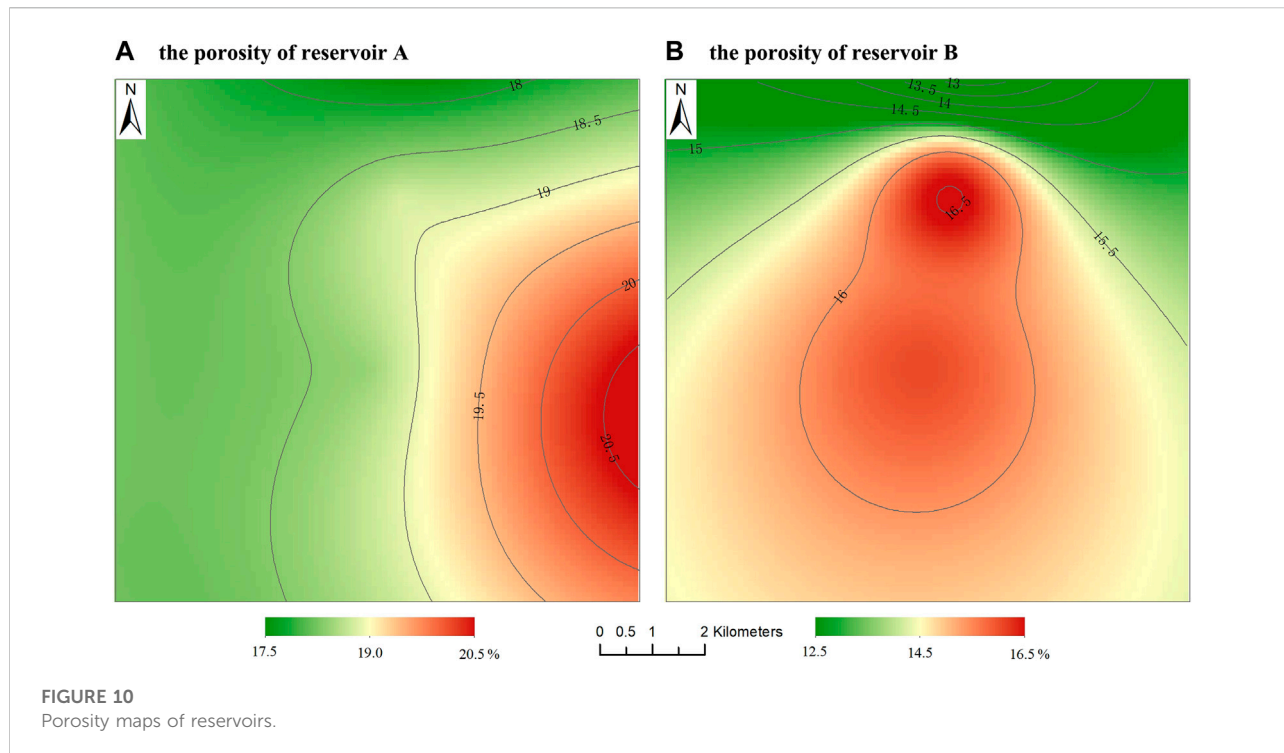 A the porosity of reservoir A
B the porosity of reservoir B
N
18
18.5
19
20
19.5
20.5
N
13
13.5
14
14.5
15
16.5
15.5
16
17.5 19.0 20.5 %
0 0.5 1 2 Kilometers
12.5 14.5 16.5 %
FIGURE 10
Porosity maps of reservoirs.